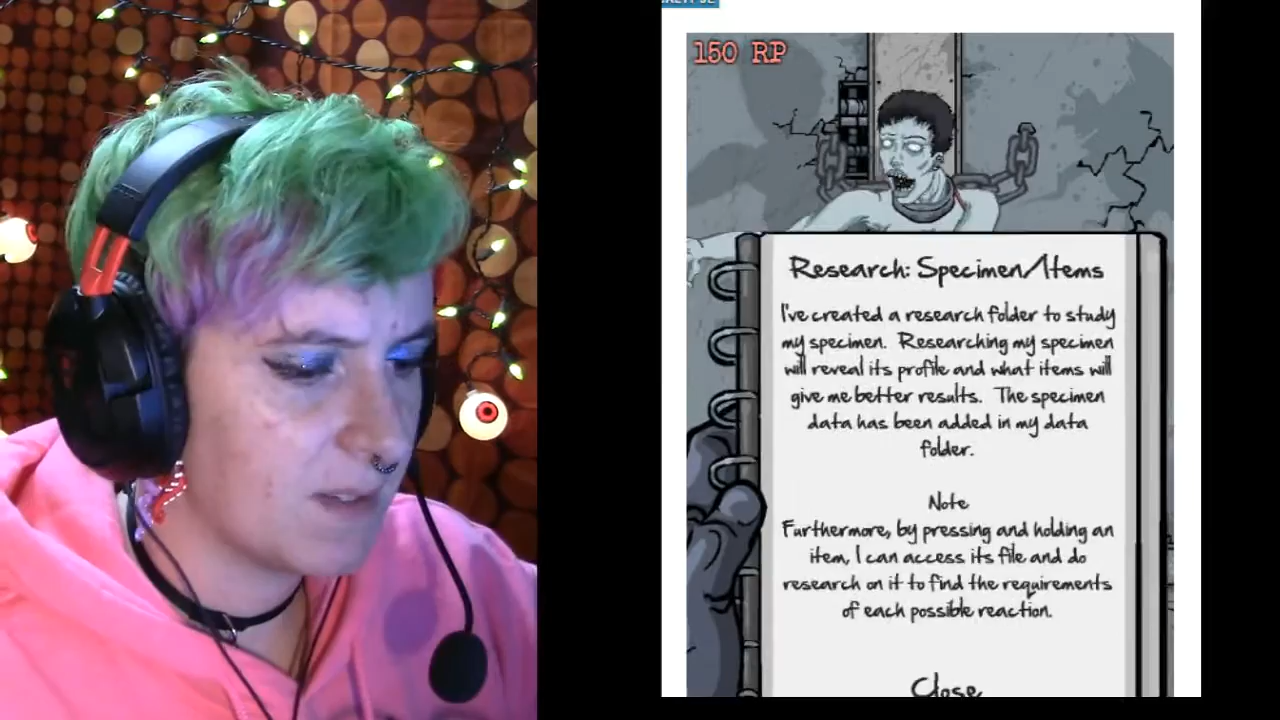 150 RP
Research: Specimen/Items
I've created a research folder to study
my specimen. Researching my specimen
will reveal its profile and what items will
give me better results. The specimen
data has been added in my data
folder.
Note
Furthermore, by pressing and holding an
item, I can access its file and do
research on it to find the requirements
of each possible reaction.
Close